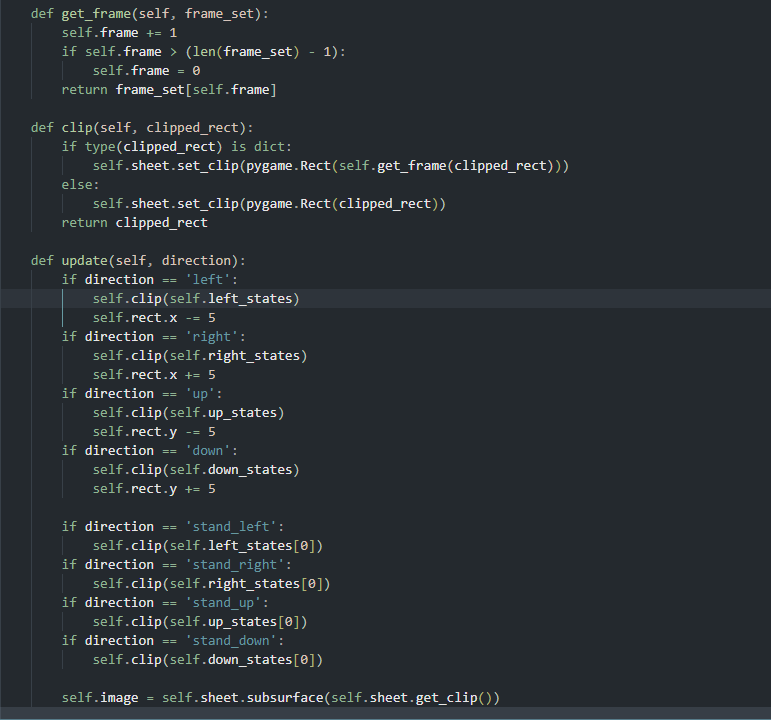 def get_frame(self, frame_set):
    self.frame += 1
    if self.frame > (len(frame_set) - 1):
        self.frame = 0
    return frame_set[self.frame]

def clip(self, clipped_rect):
    if type(clipped_rect) is dict:
        self.sheet.set_clip(pygame.Rect(self.get_frame(clipped_rect)))
    else:
        self.sheet.set_clip(pygame.Rect(clipped_rect))
    return clipped_rect

def update(self, direction):
    if direction == 'left':
        self.clip(self.left_states)
        self.rect.x -= 5
    if direction == 'right':
        self.clip(self.right_states)
        self.rect.x += 5
    if direction == 'up':
        self.clip(self.up_states)
        self.rect.y -= 5
    if direction == 'down':
        self.clip(self.down_states)
        self.rect.y += 5

    if direction == 'stand_left':
        self.clip(self.left_states[0])
    if direction == 'stand_right':
        self.clip(self.right_states[0])
    if direction == 'stand_up':
        self.clip(self.up_states[0])
    if direction == 'stand_down':
        self.clip(self.down_states[0])

    self.image = self.sheet.subsurface(self.sheet.get_clip())